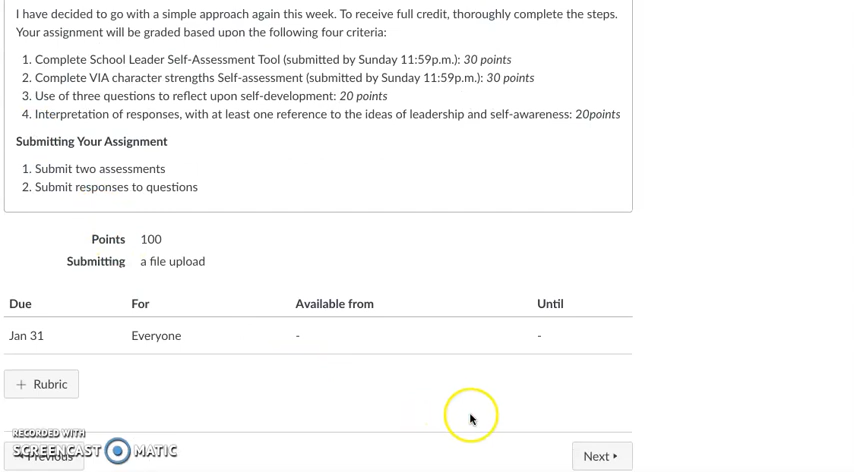 I have decided to go with a simple approach again this week. To receive full credit, thoroughly complete the steps.
Your assignment will be graded based upon the following four criteria:
1. Complete School Leader Self-Assessment Tool (submitted by Sunday 11:59p.m.): 30 points
2. Complete VIA character strengths Self-assessment (submitted by Sunday 11:59p.m.): 30 points
3. Use of three questions to reflect upon self-development: 20 points
4. Interpretation of responses, with at least one reference to the ideas of leadership and self-awareness: 20points
Submitting Your Assignment
1. Submit two assessments
2. Submit responses to questions
Points 100
Submitting a file upload
Due For Available from Until
Jan 31 Everyone - -
+ Rubric
RECORDED WITH
SCREENCAST MATIC
Previous
Next